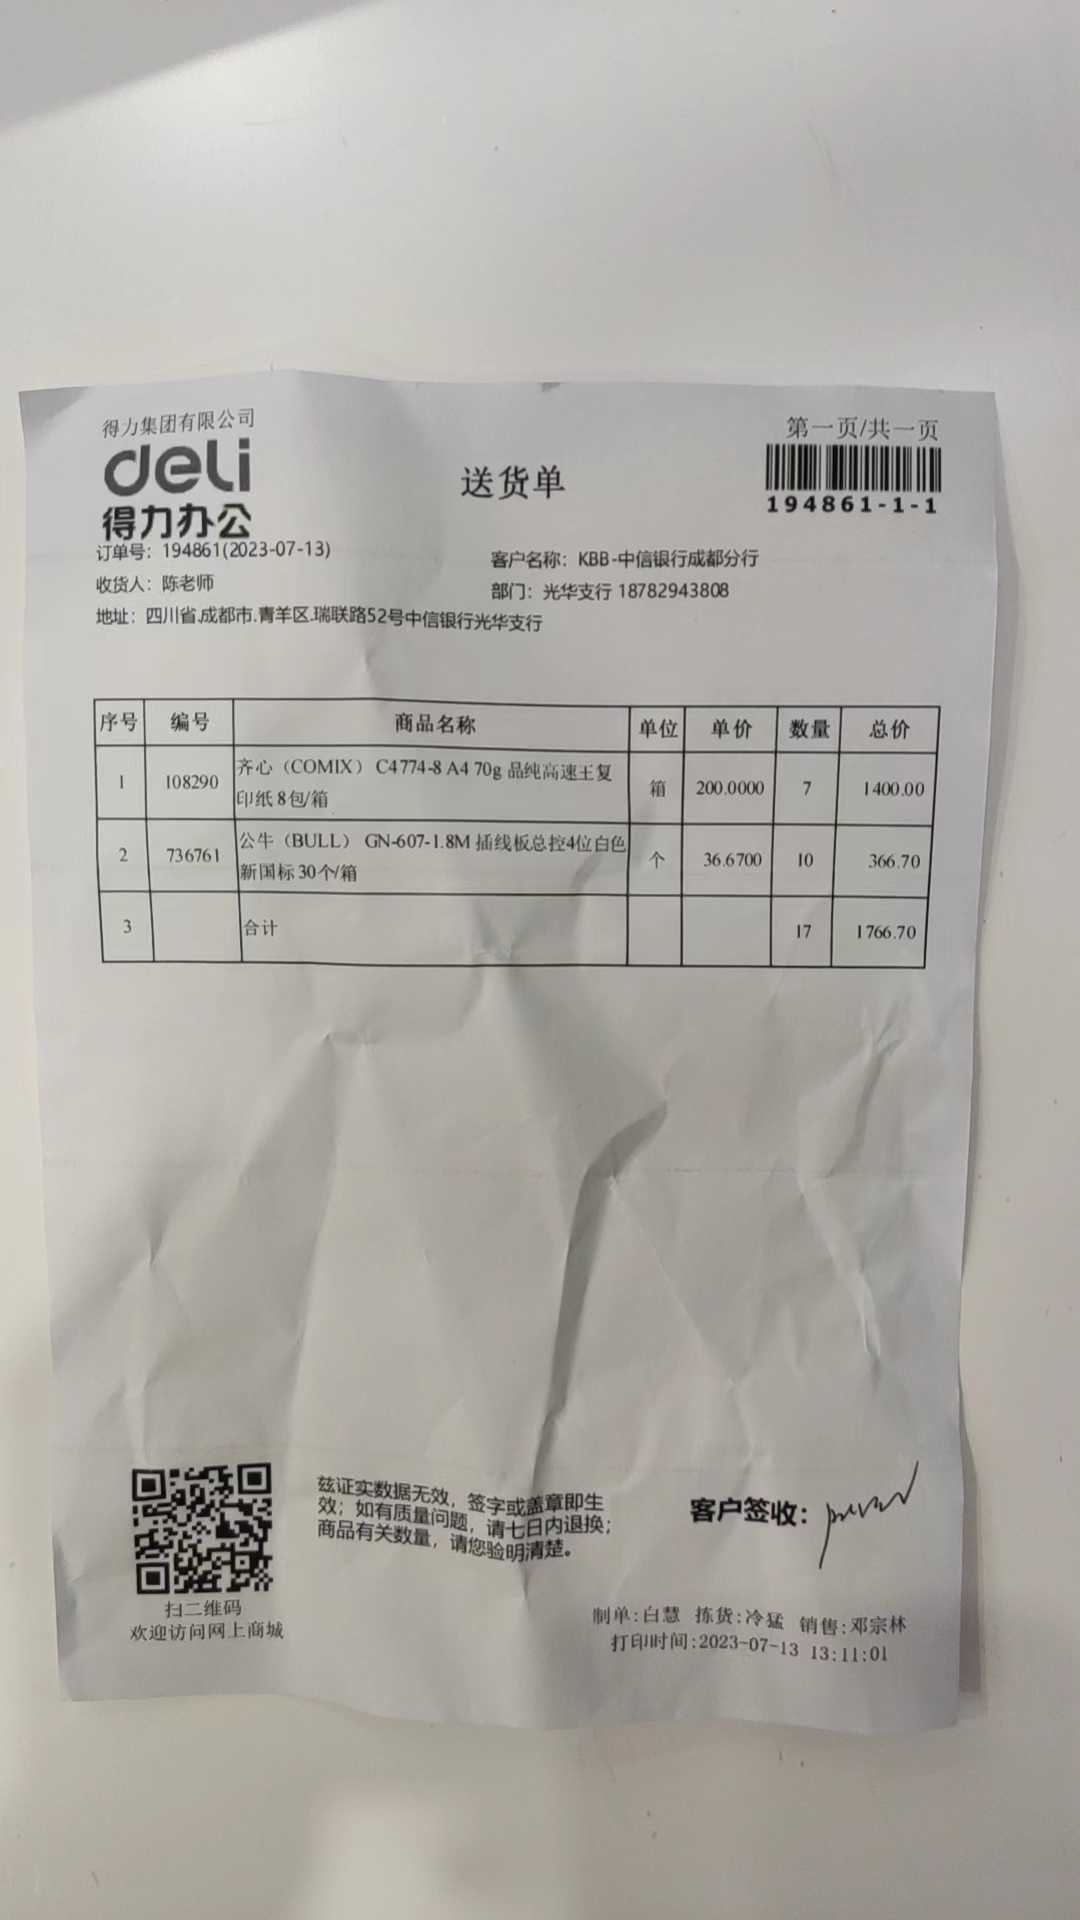 得力集团有限公司
deli
得力办公
送货单
第一页/共一页
194861-1-1
订单号：194861(2023-07-13)
客户名称：KBB-中信银行成都分行
收货人：陈老师
部门：光华支行 18782943808
地址：四川省.成都市.青羊区.瑞联路52号中信银行光华支行
序号 编号 商品名称 单位 单价 数量 总价
1 108290 齐心（COMIX） C4774-8 A4 70g 晶纯高速王复 箱 200.0000 7 1400.00
印纸 8包/箱
2 736761 公牛（BULL） GN-607-1.8M 插线板总控4位白色 个 36.6700 10 366.70
新国标 30个/箱
3 合计 17 1766.70
兹证实数据无效，签字或盖章即生
效；如有质量问题，请七日内退换；
商品有关数量，请您验明清楚。
客户签收：
扫二维码
欢迎访问网上商城
制单:白慧 拣货:冷猛 销售:邓宗林
打印时间:2023-07-13 13:11:01